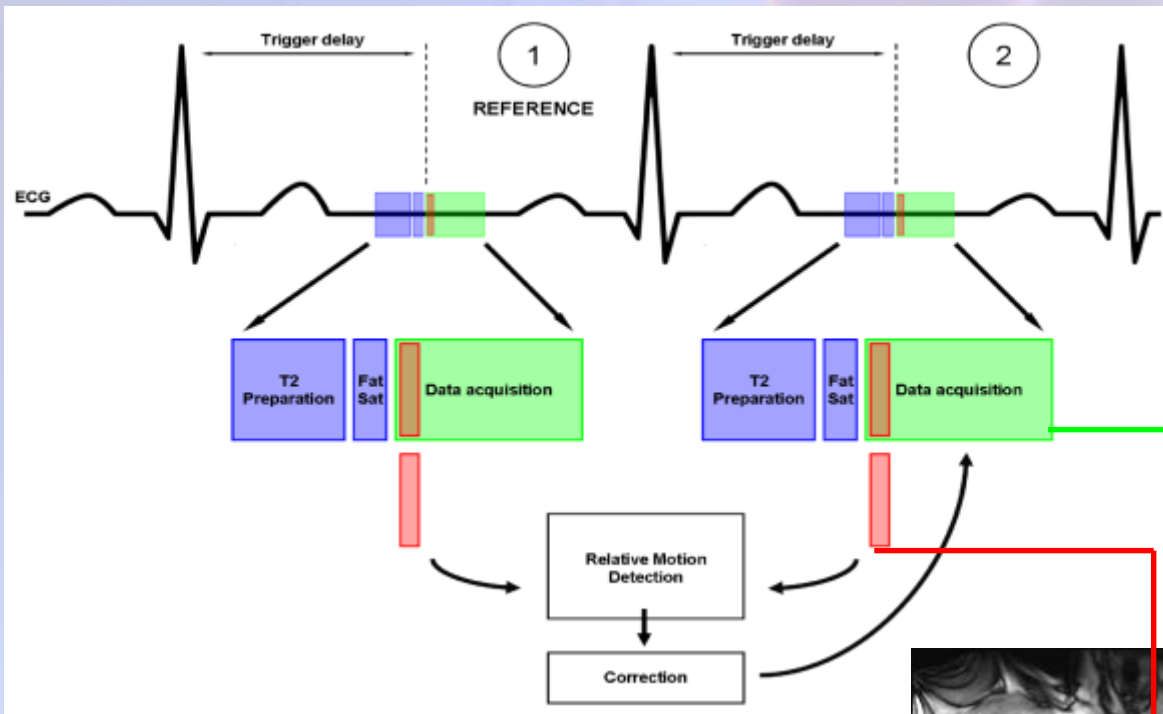 Trigger delay
1
REFERENCE
Trigger delay
2
ECG
T2
Preparation
Fat
Sat
Data acquisition
T2
Preparation
Fat
Sat
Data acquisition
Relative Motion
Detection
Correction